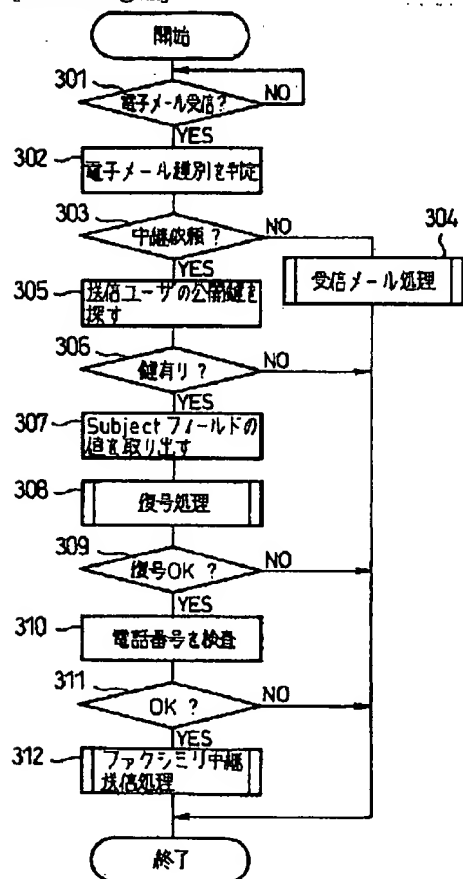 開始
301
電子メール受信?
NO
YES
302
電子メール種別を判定
303
中継依頼?
NO
304
YES
受信メール処理
305
送信ユーザの公開鍵を
探す
306
鍵有り?
NO
YES
307
Subjectフィールドの
値を取り出す
308
復号処理
309
復号OK?
NO
YES
310
電話番号を検査
311
OK?
NO
YES
312
ファクシミリ中継
送信処理
終了